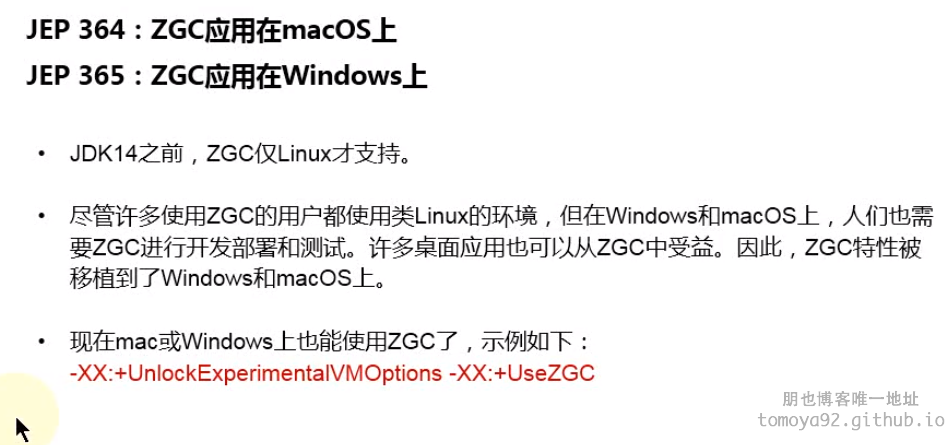 JEP 364：ZGC应用在macOS上
JEP 365：ZGC应用在Windows上
• JDK14之前，ZGC仅Linux才支持。
• 尽管许多使用ZGC的用户都使用类Linux的环境，但在Windows和macOS上，人们也需
要ZGC进行开发部署和测试。许多桌面应用也可以从ZGC中受益。因此，ZGC特性被
移植到了Windows和macOS上。
• 现在mac或Windows上也能使用ZGC了，示例如下：
-XX:+UnlockExperimentalVMOptions -XX:+UseZGC
朋也博客唯一地址
tomoya92.github.io